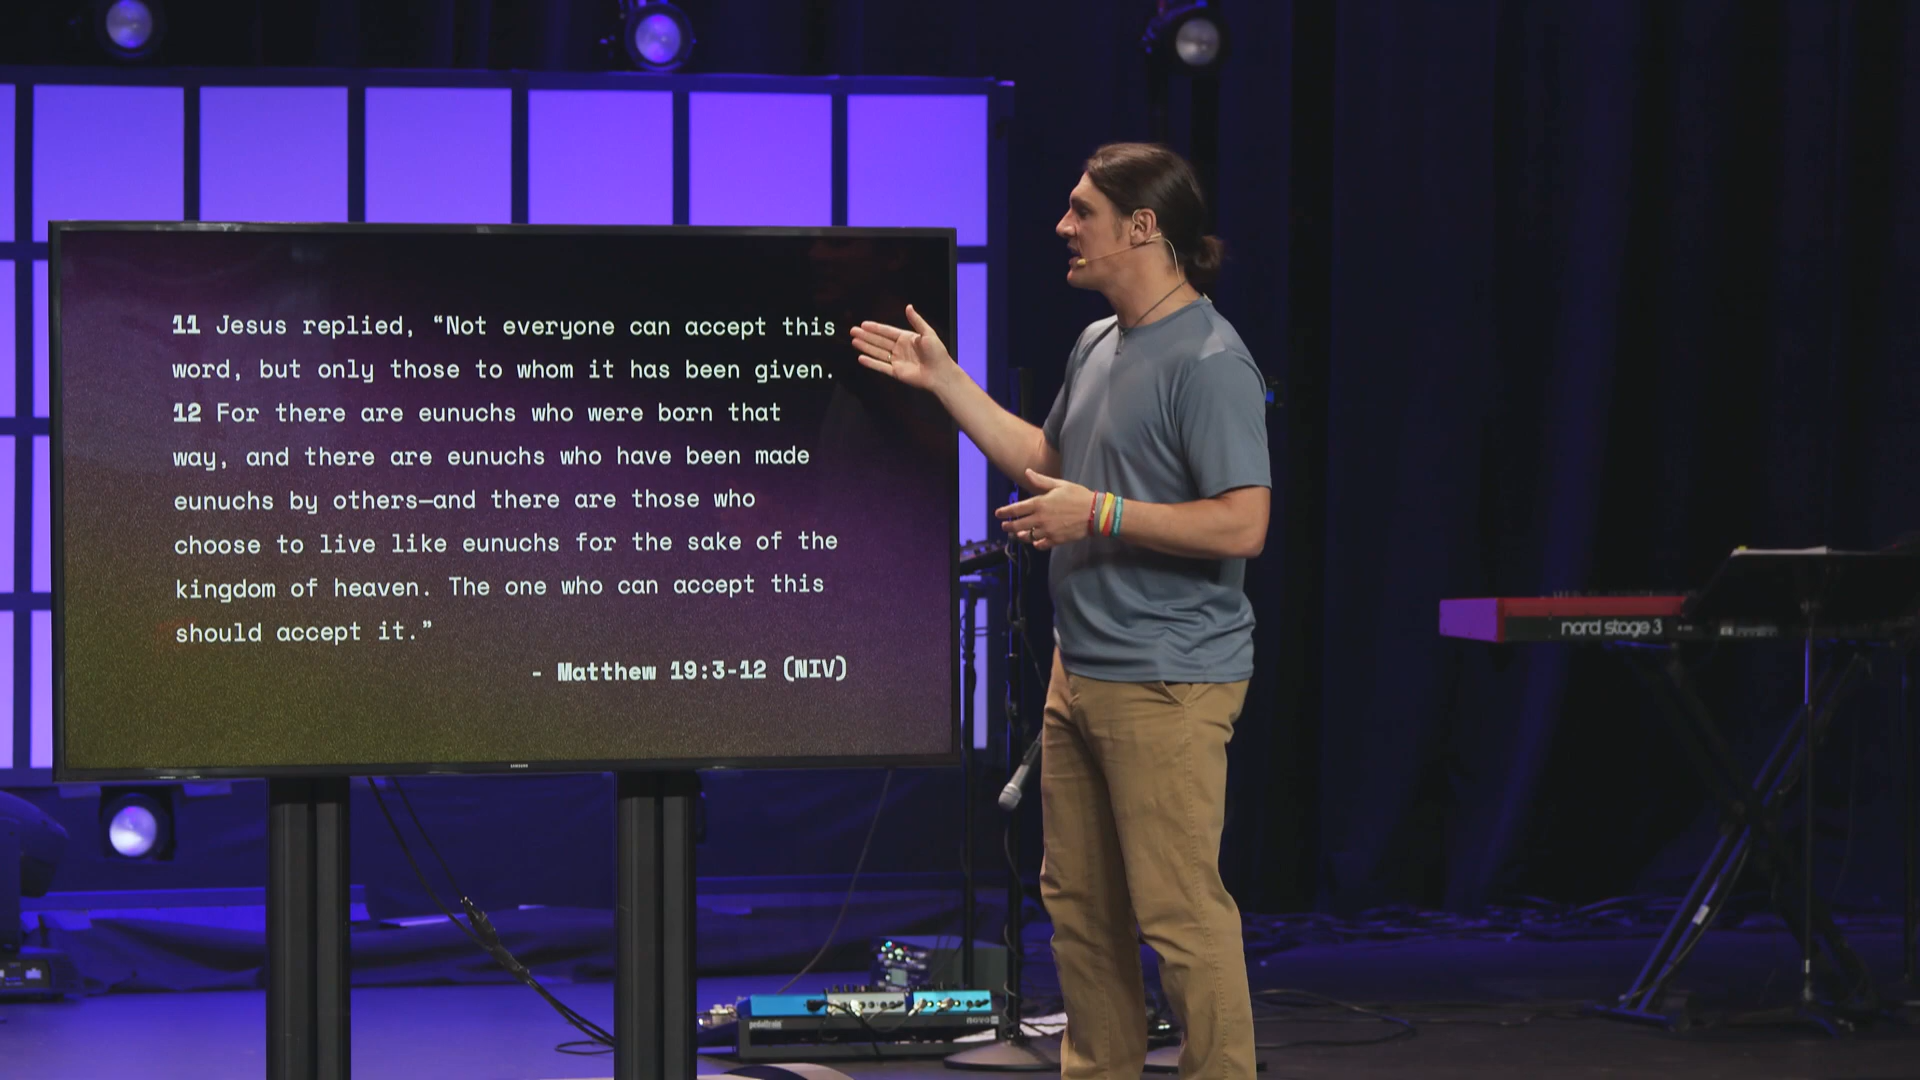 11 Jesus replied, “Not everyone can accept this
word, but only those to whom it has been given.
12 For there are eunuchs who were born that
way, and there are eunuchs who have been made
eunuchs by others—and there are those who
choose to live like eunuchs for the sake of the
kingdom of heaven. The one who can accept this
should accept it.”
- Matthew 19:3-12 (NIV)
SAMSUNG
nord stage 3
pedaltrain
nano